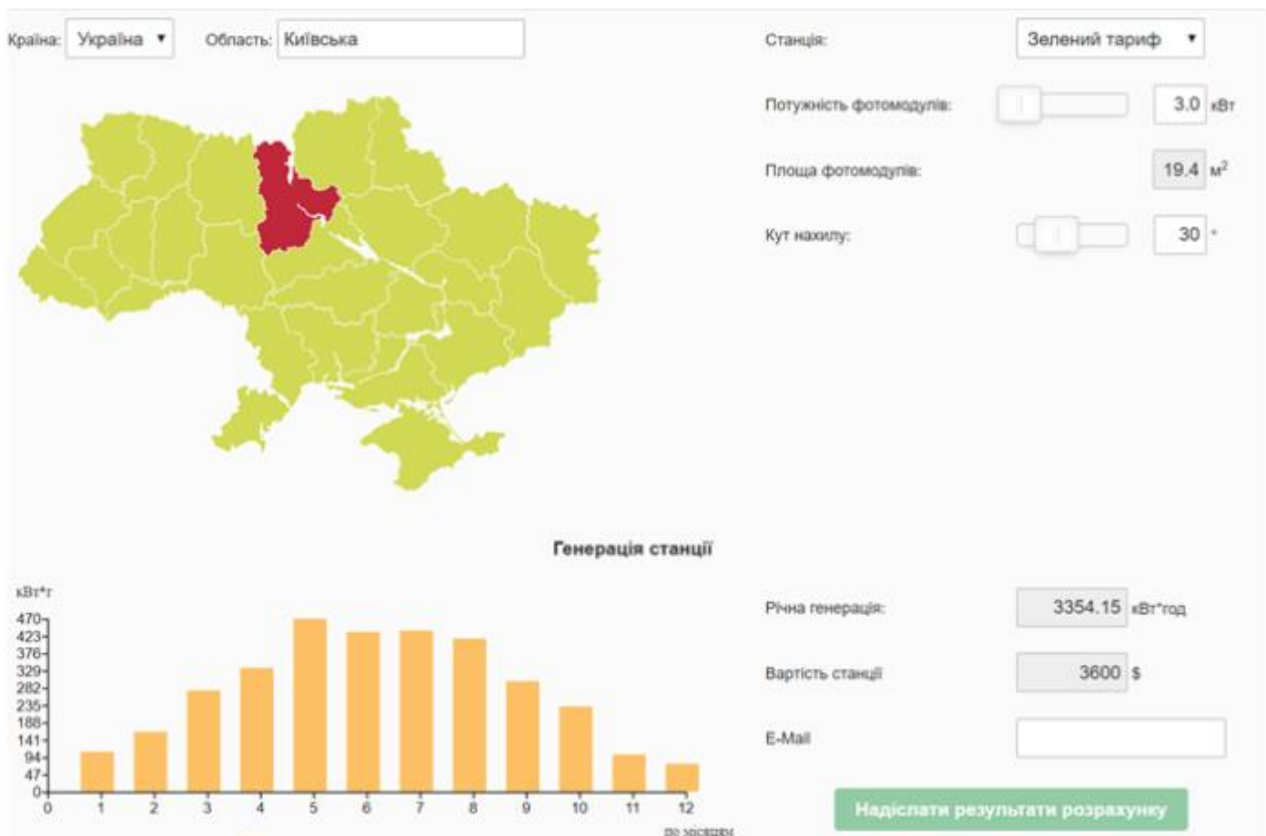 Країна: Україна Область: Київська
Станція: Зелений тариф
Потужність фотомодулів: 3.0 кВт
Площа фотомодулів: 19.4 м²
Кут нахилу: 30 °
Генерація станції
кВт*г
470
423
376
329
282
235
188
141
94
47
0
0 1 2 3 4 5 6 7 8 9 10 11 12
по місяцям
Річна генерація: 3354.15 кВт*год
Вартість станції 3600 $
E-Mail
Надіслати результати розрахунку